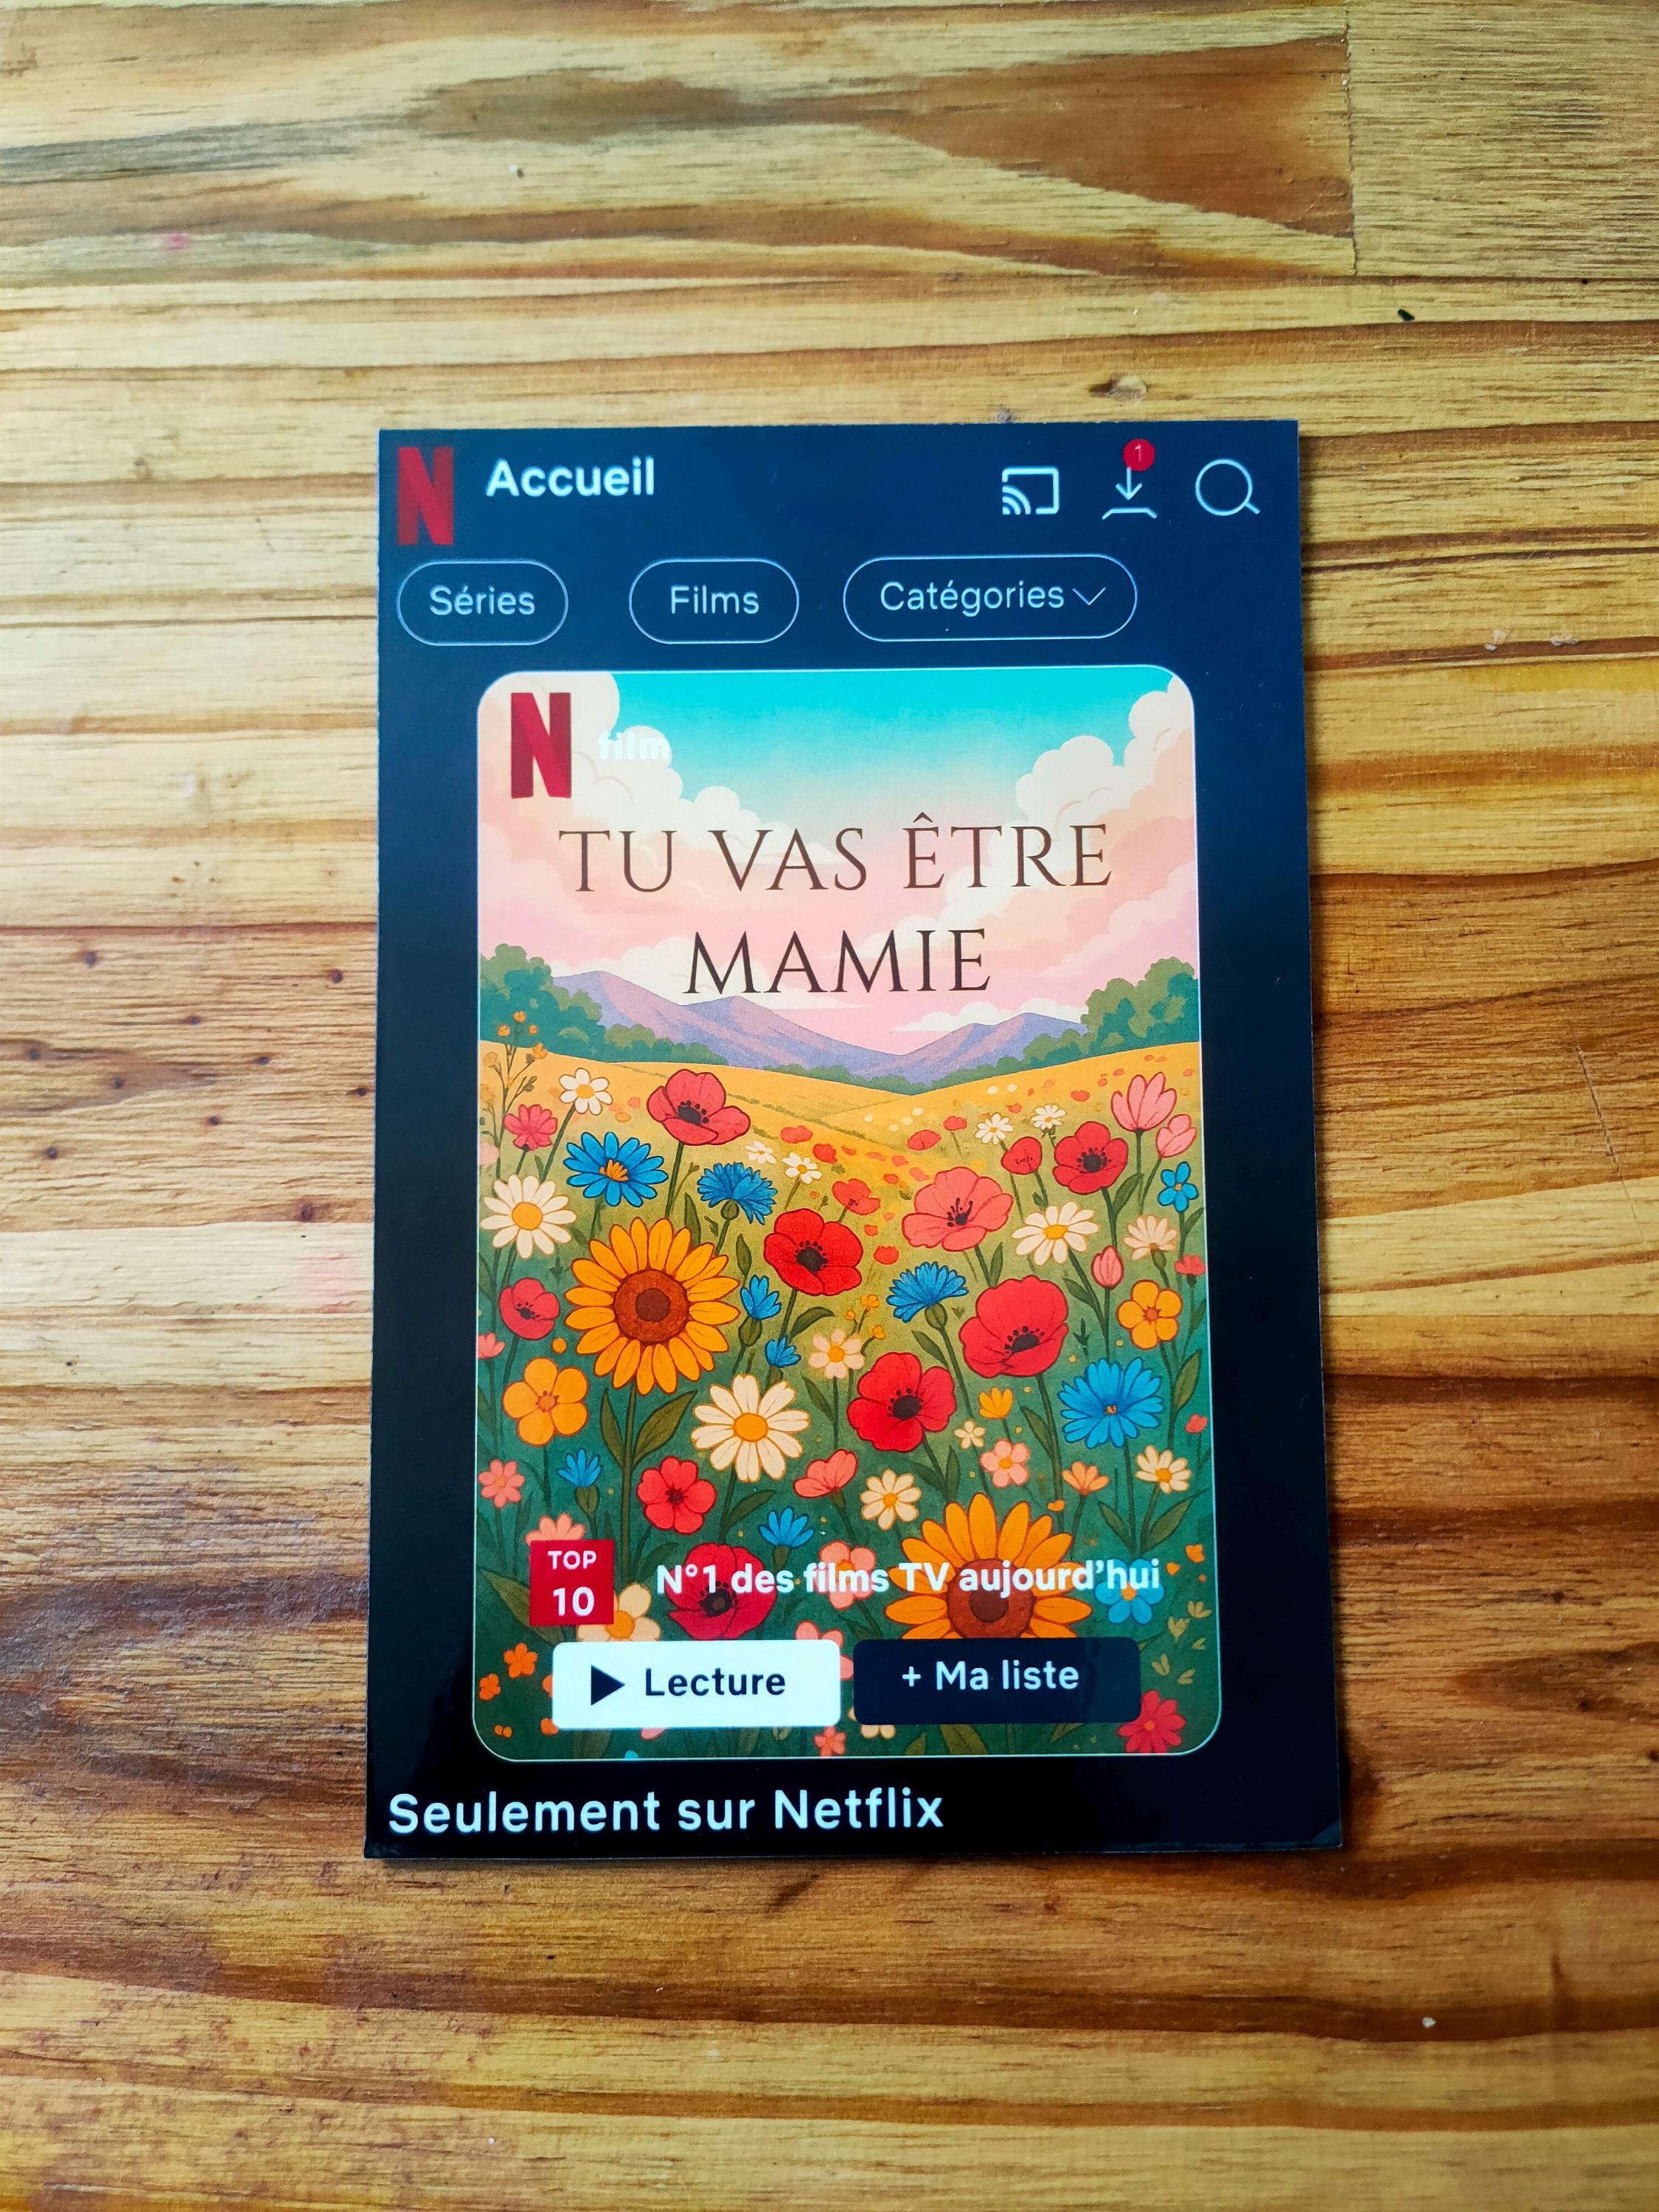 N Accueil
1
Séries Films Catégories
N film
TU VAS ÊTRE
MAMIE
TOP
10
N°1 des films TV aujourd'hui
Lecture + Ma liste
Seulement sur Netflix